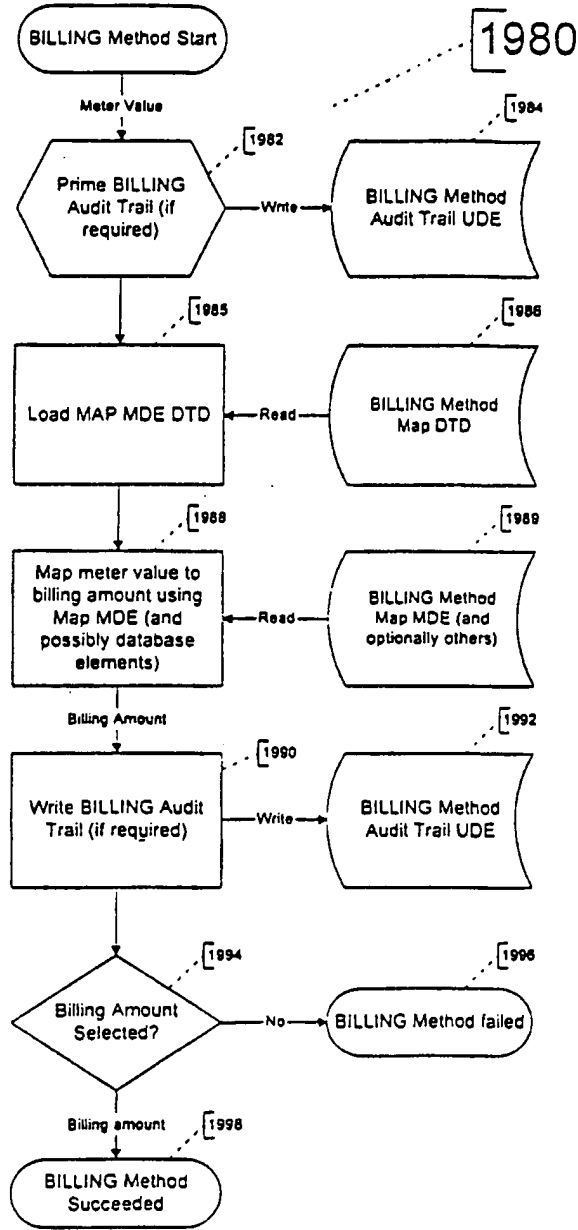 BILLING Method Start
1980
Meter Value
1982
1984
Prime BILLING
Audit Trail (if
required)
Write
BILLING Method
Audit Trail UDE
1985
1986
Load MAP MDE DTD
Read
BILLING Method
Map DTD
1988
1989
Map meter value to
billing amount using
Map MDE (and
possibly database
elements)
Read
BILLING Method
Map MDE (and
optionally others)
Billing Amount
1990
1992
Write BILLING Audit
Trail (if required)
Write
BILLING Method
Audit Trail UDE
1994
1996
Billing Amount
Selected?
No
BILLING Method failed
Billing amount
1998
BILLING Method
Succeeded